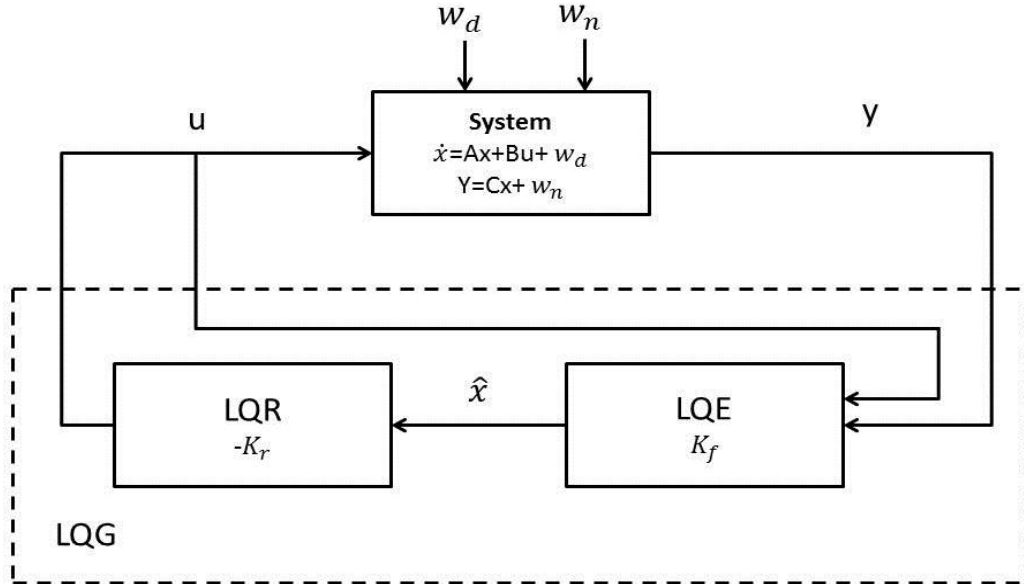 w_d
w_n
u
System
y
ẋ=Ax+Bu+ w_d
Y=Cx+ w_n
LQR
x̂
LQE
-K_r
K_f
LQG